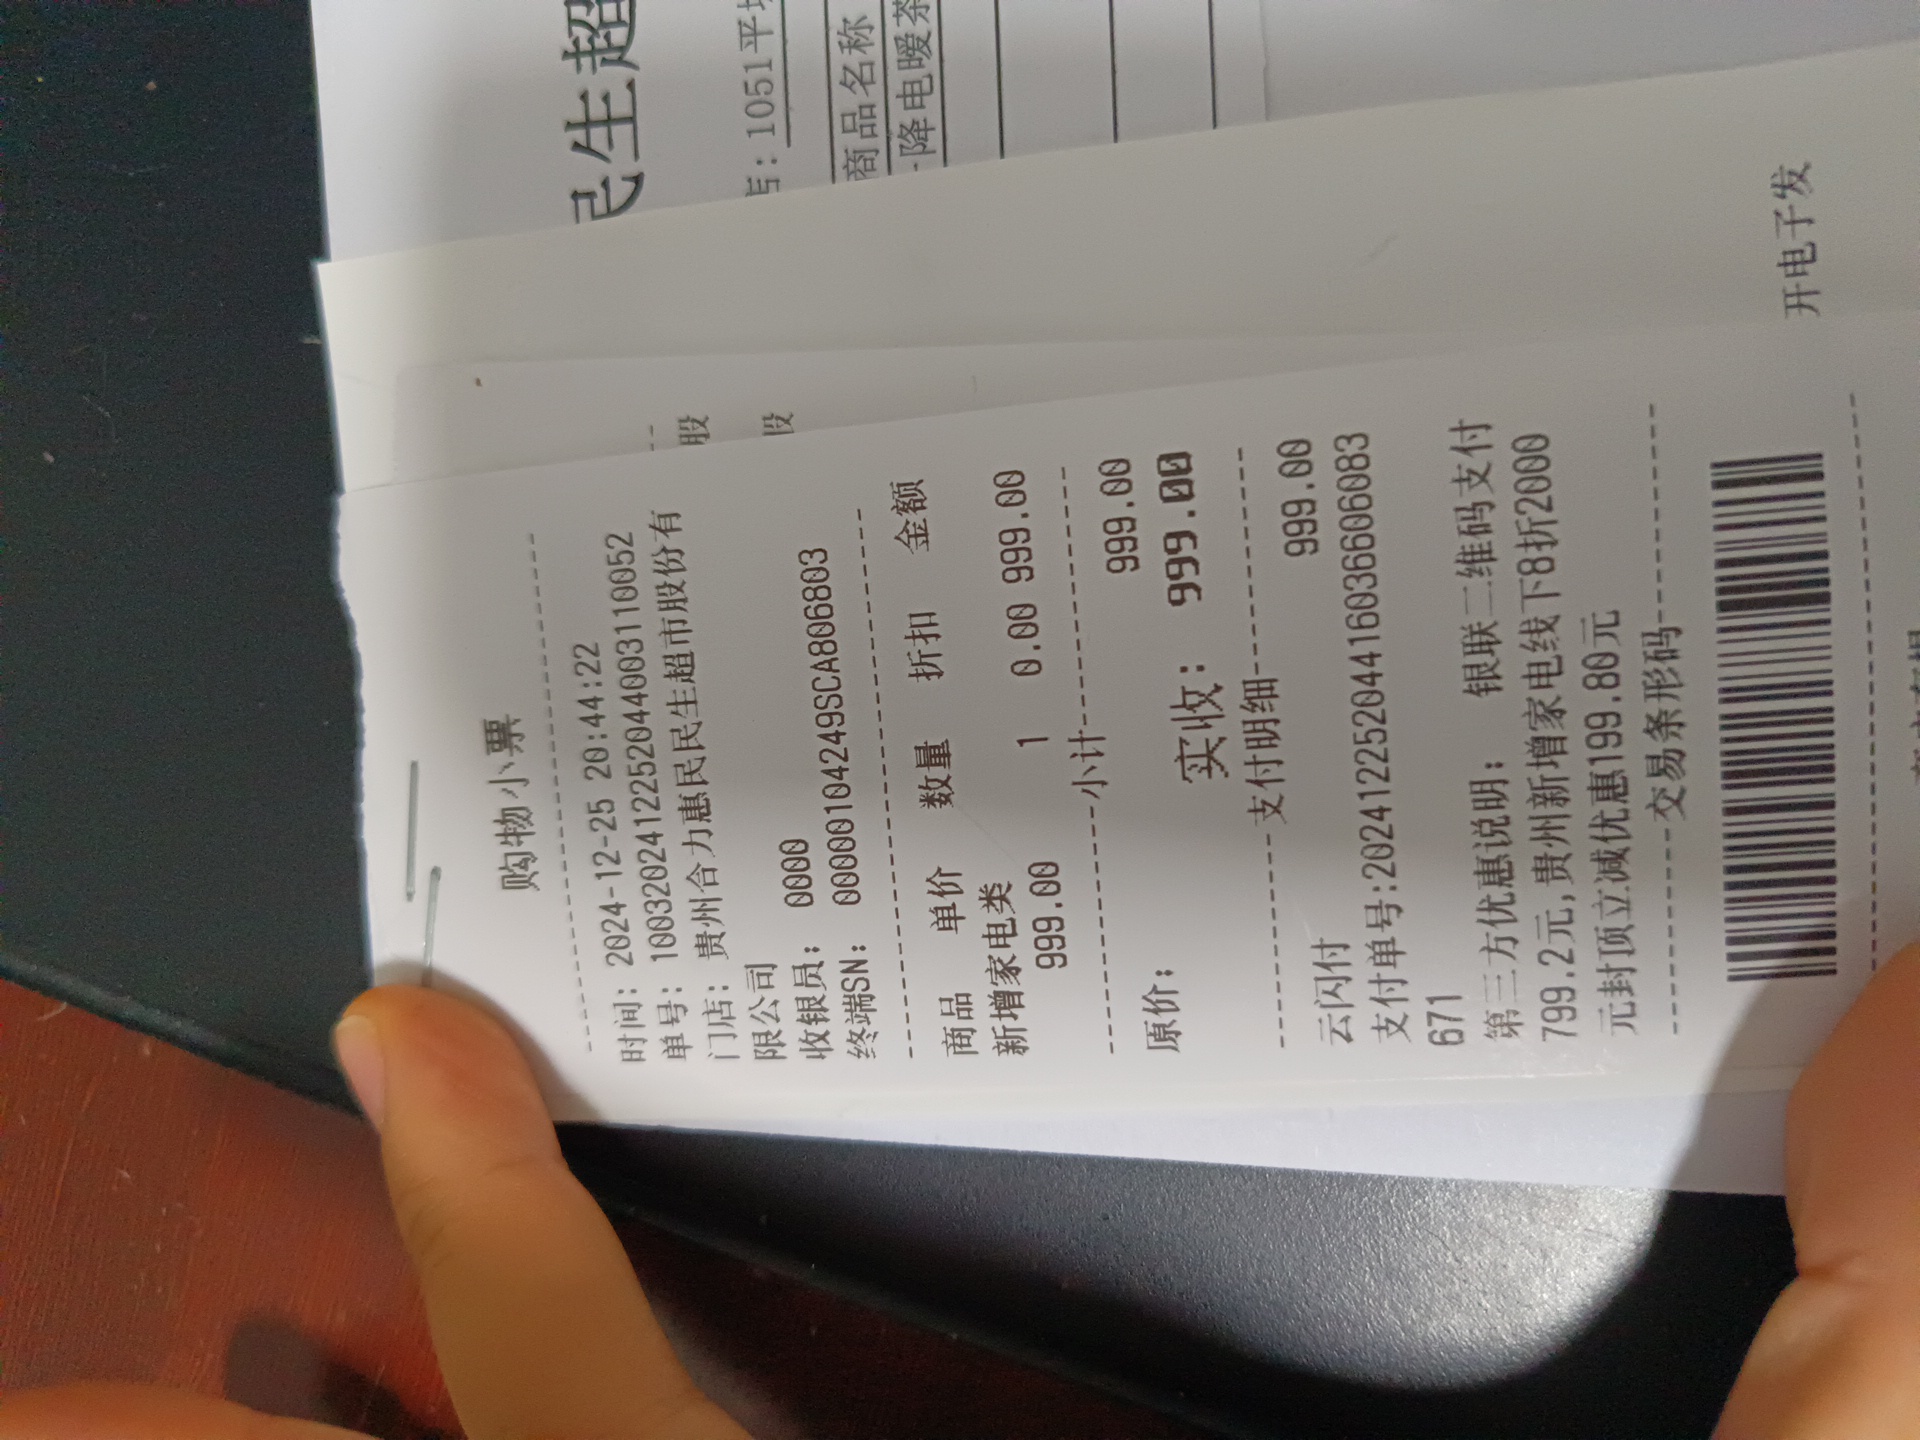 购物小票
时间: 2024-12-25 20:44:22
单号: 1003202412252044003110052
门店: 贵州合力惠民民生超市股份有
限公司
收银员: 0000
终端SN: 00000104249SCA806803
商品 单价 数量 折扣 金额
新增家电类
999.00 1 0.00 999.00
小计
原价: 999.00
实收: 999.00
支付明细
云闪付 999.00
支付单号:20241225204416036606083
671
第三方优惠说明: 银联二维码支付
799.2元,贵州新增家电线下8折2000
元封顶立减优惠199.80元
交易条形码
股
股
开电子发
民生超
店: 1051平
商品名称
降电暖茶